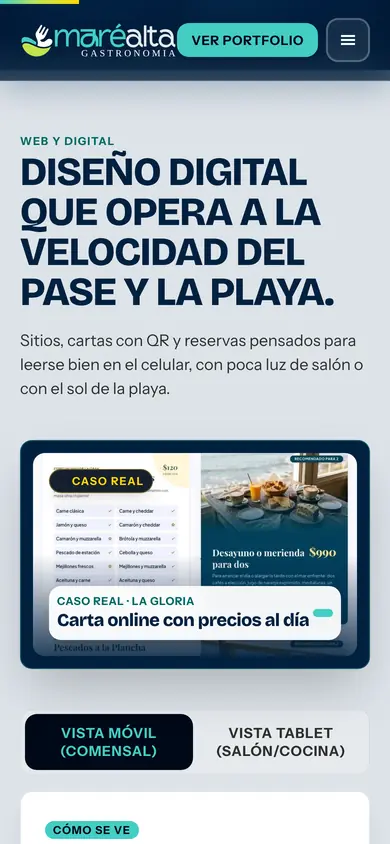 maréalta
GASTRONOMIA
VER PORTFOLIO
WEB Y DIGITAL
DISEÑO DIGITAL
QUE OPERA A LA
VELOCIDAD DEL
PASE Y LA PLAYA.
Sitios, cartas con QR y reservas pensados para
leerse bien en el celular, con poca luz de salón o
con el sol de la playa.
$120
CASO REAL
Carne clásica
Carne y cheddar
Jamón y queso
Camarón y cheddar
Camarón y muzzarella
Brótola y muzzarella
Pescado de estación
Cebolla y queso
Mejillones frescos
Aceituna y queso
Aceituna y carne
RECOMENDADO PARA 2
Desayuno o merienda $990
para dos
CASO REAL · LA GLORIA
Carta online con precios al día
Pescados a la Plancha
VISTA MÓVIL
(COMENSAL)
VISTA TABLET
(SALÓN/COCINA)
CÓMO SE VE